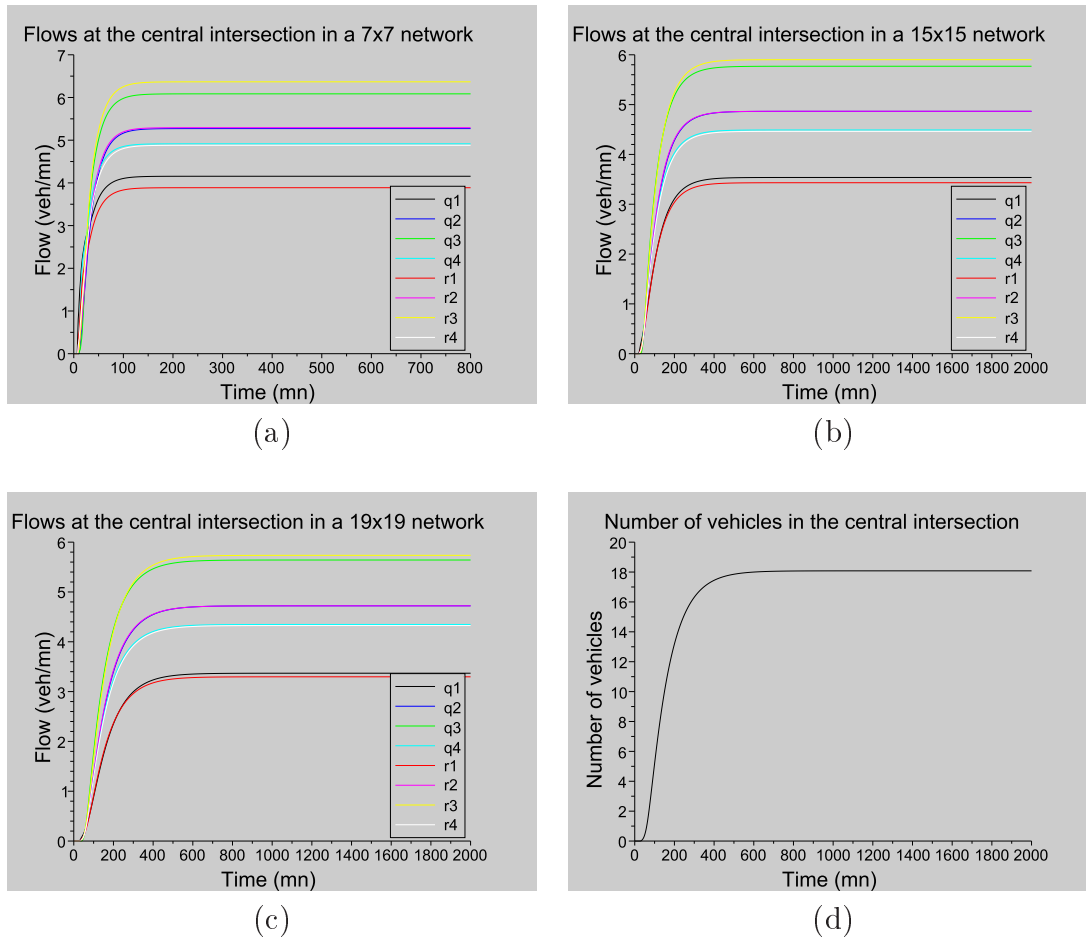 Flows at the central intersection in a 7x7 network
7
6
5
4
3
2
1
0
Flow (veh/mn)
0 100 200 300 400 500 600 700 800
Time (mn)
q1
q2
q3
q4
r1
r2
r3
r4
(a)
Flows at the central intersection in a 15x15 network
6
5
4
3
2
1
0
Flow (veh/mn)
0 200 400 600 800 1000 1200 1400 1600 1800 2000
Time (mn)
q1
q2
q3
q4
r1
r2
r3
r4
(b)
Flows at the central intersection in a 19x19 network
6
5
4
3
2
1
0
Flow (veh/mn)
0 200 400 600 800 1000 1200 1400 1600 1800 2000
Time (mn)
q1
q2
q3
q4
r1
r2
r3
r4
(c)
Number of vehicles in the central intersection
20
18
16
14
12
10
8
6
4
2
0
Number of vehicles
0 200 400 600 800 1000 1200 1400 1600 1800 2000
Time (mn)
(d)